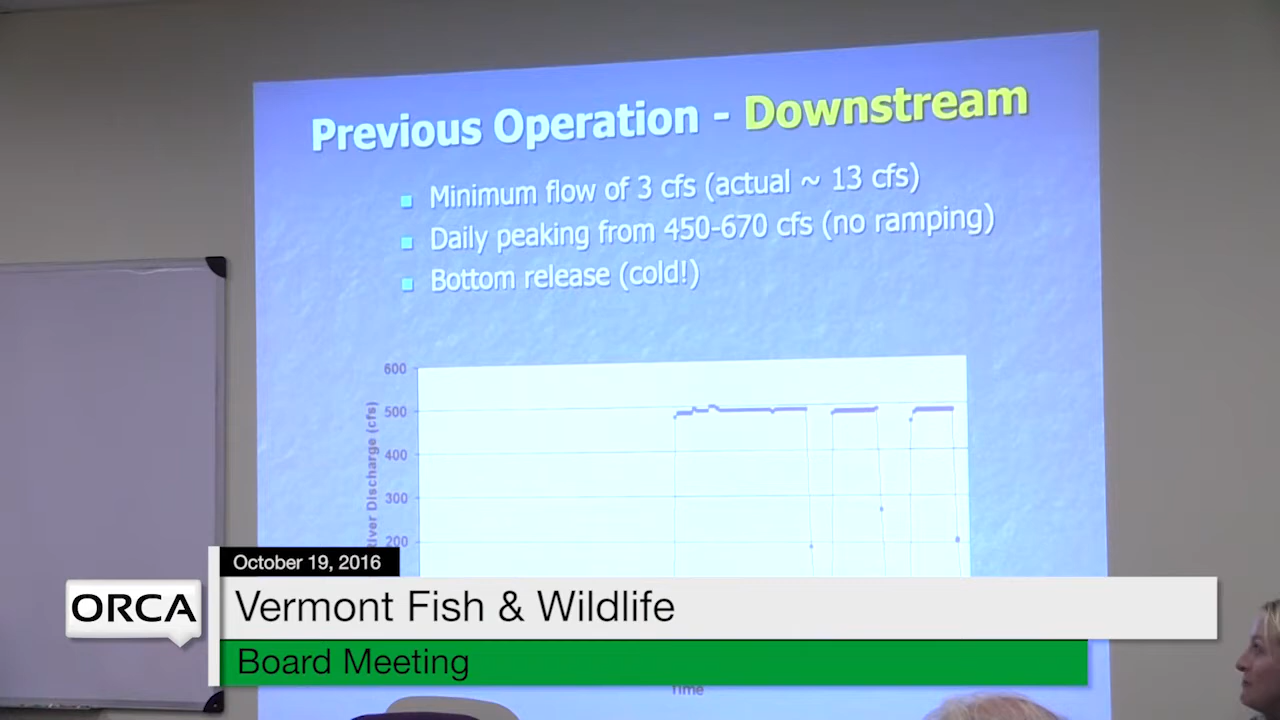 Previous Operation - Downstream
Minimum flow of 3 cfs (actual ~ 13 cfs)
Daily peaking from 450-670 cfs (no ramping)
Bottom release (cold!)
600
500
400
300
200
River Discharge (cfs)
October 19, 2016
ORCA
Vermont Fish & Wildlife
Board Meeting
Time